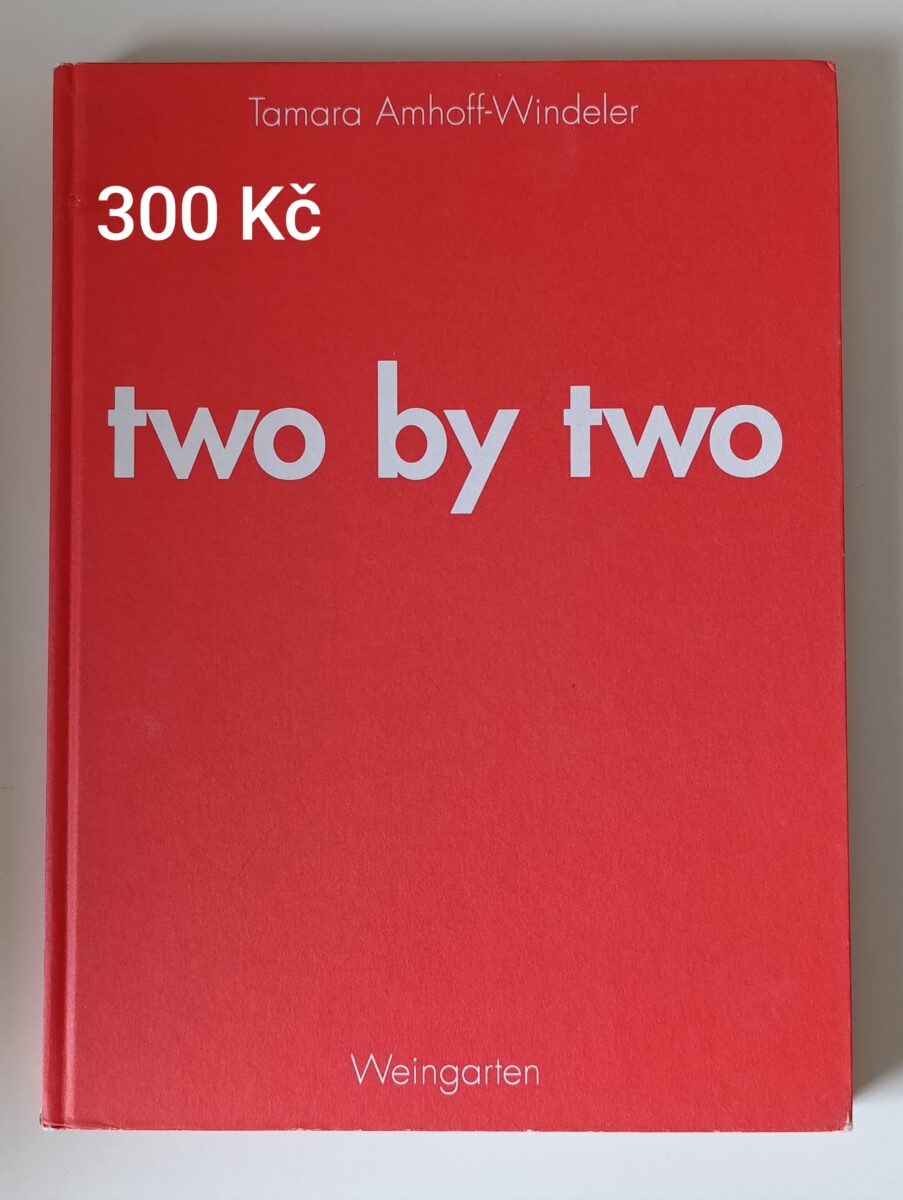 Tamara Amhoff-Windeler
300 Kč
two by two
Weingarten